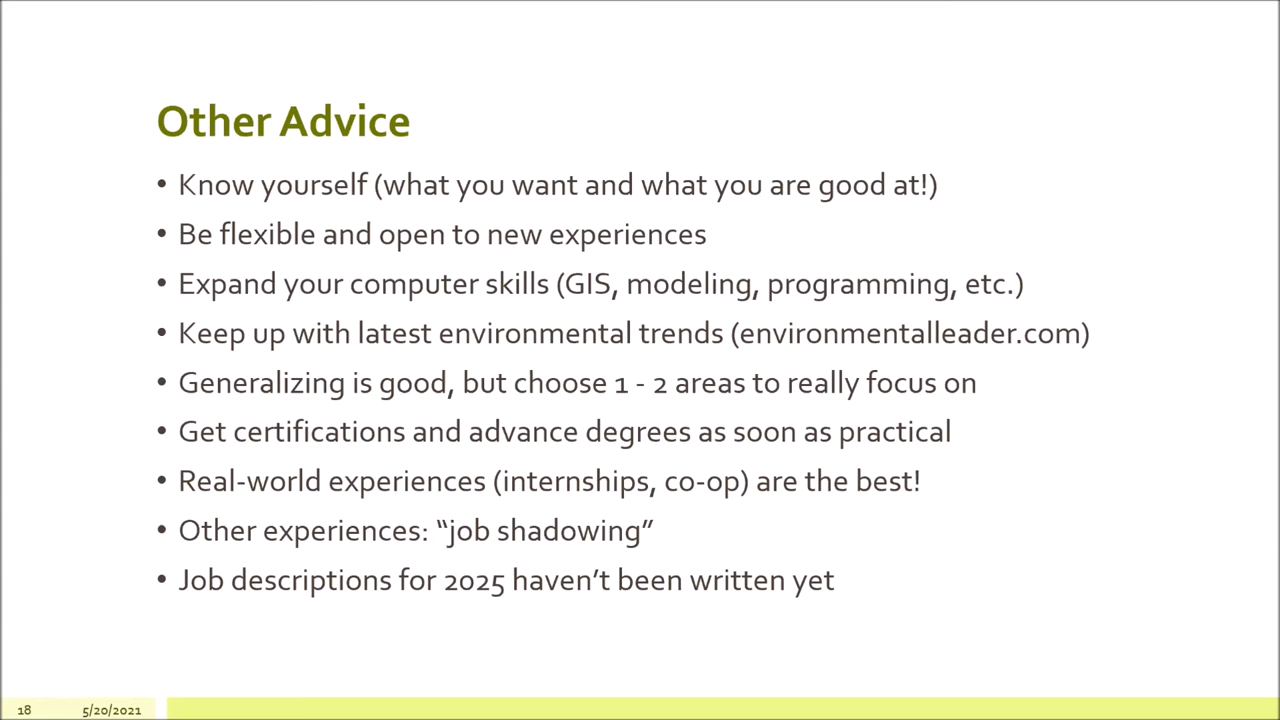 Other Advice
• Know yourself (what you want and what you are good at!)
• Be flexible and open to new experiences
• Expand your computer skills (GIS, modeling, programming, etc.)
• Keep up with latest environmental trends (environmentalleader.com)
• Generalizing is good, but choose 1 - 2 areas to really focus on
• Get certifications and advance degrees as soon as practical
• Real-world experiences (internships, co-op) are the best!
• Other experiences: “job shadowing”
• Job descriptions for 2025 haven’t been written yet
18 5/20/2021